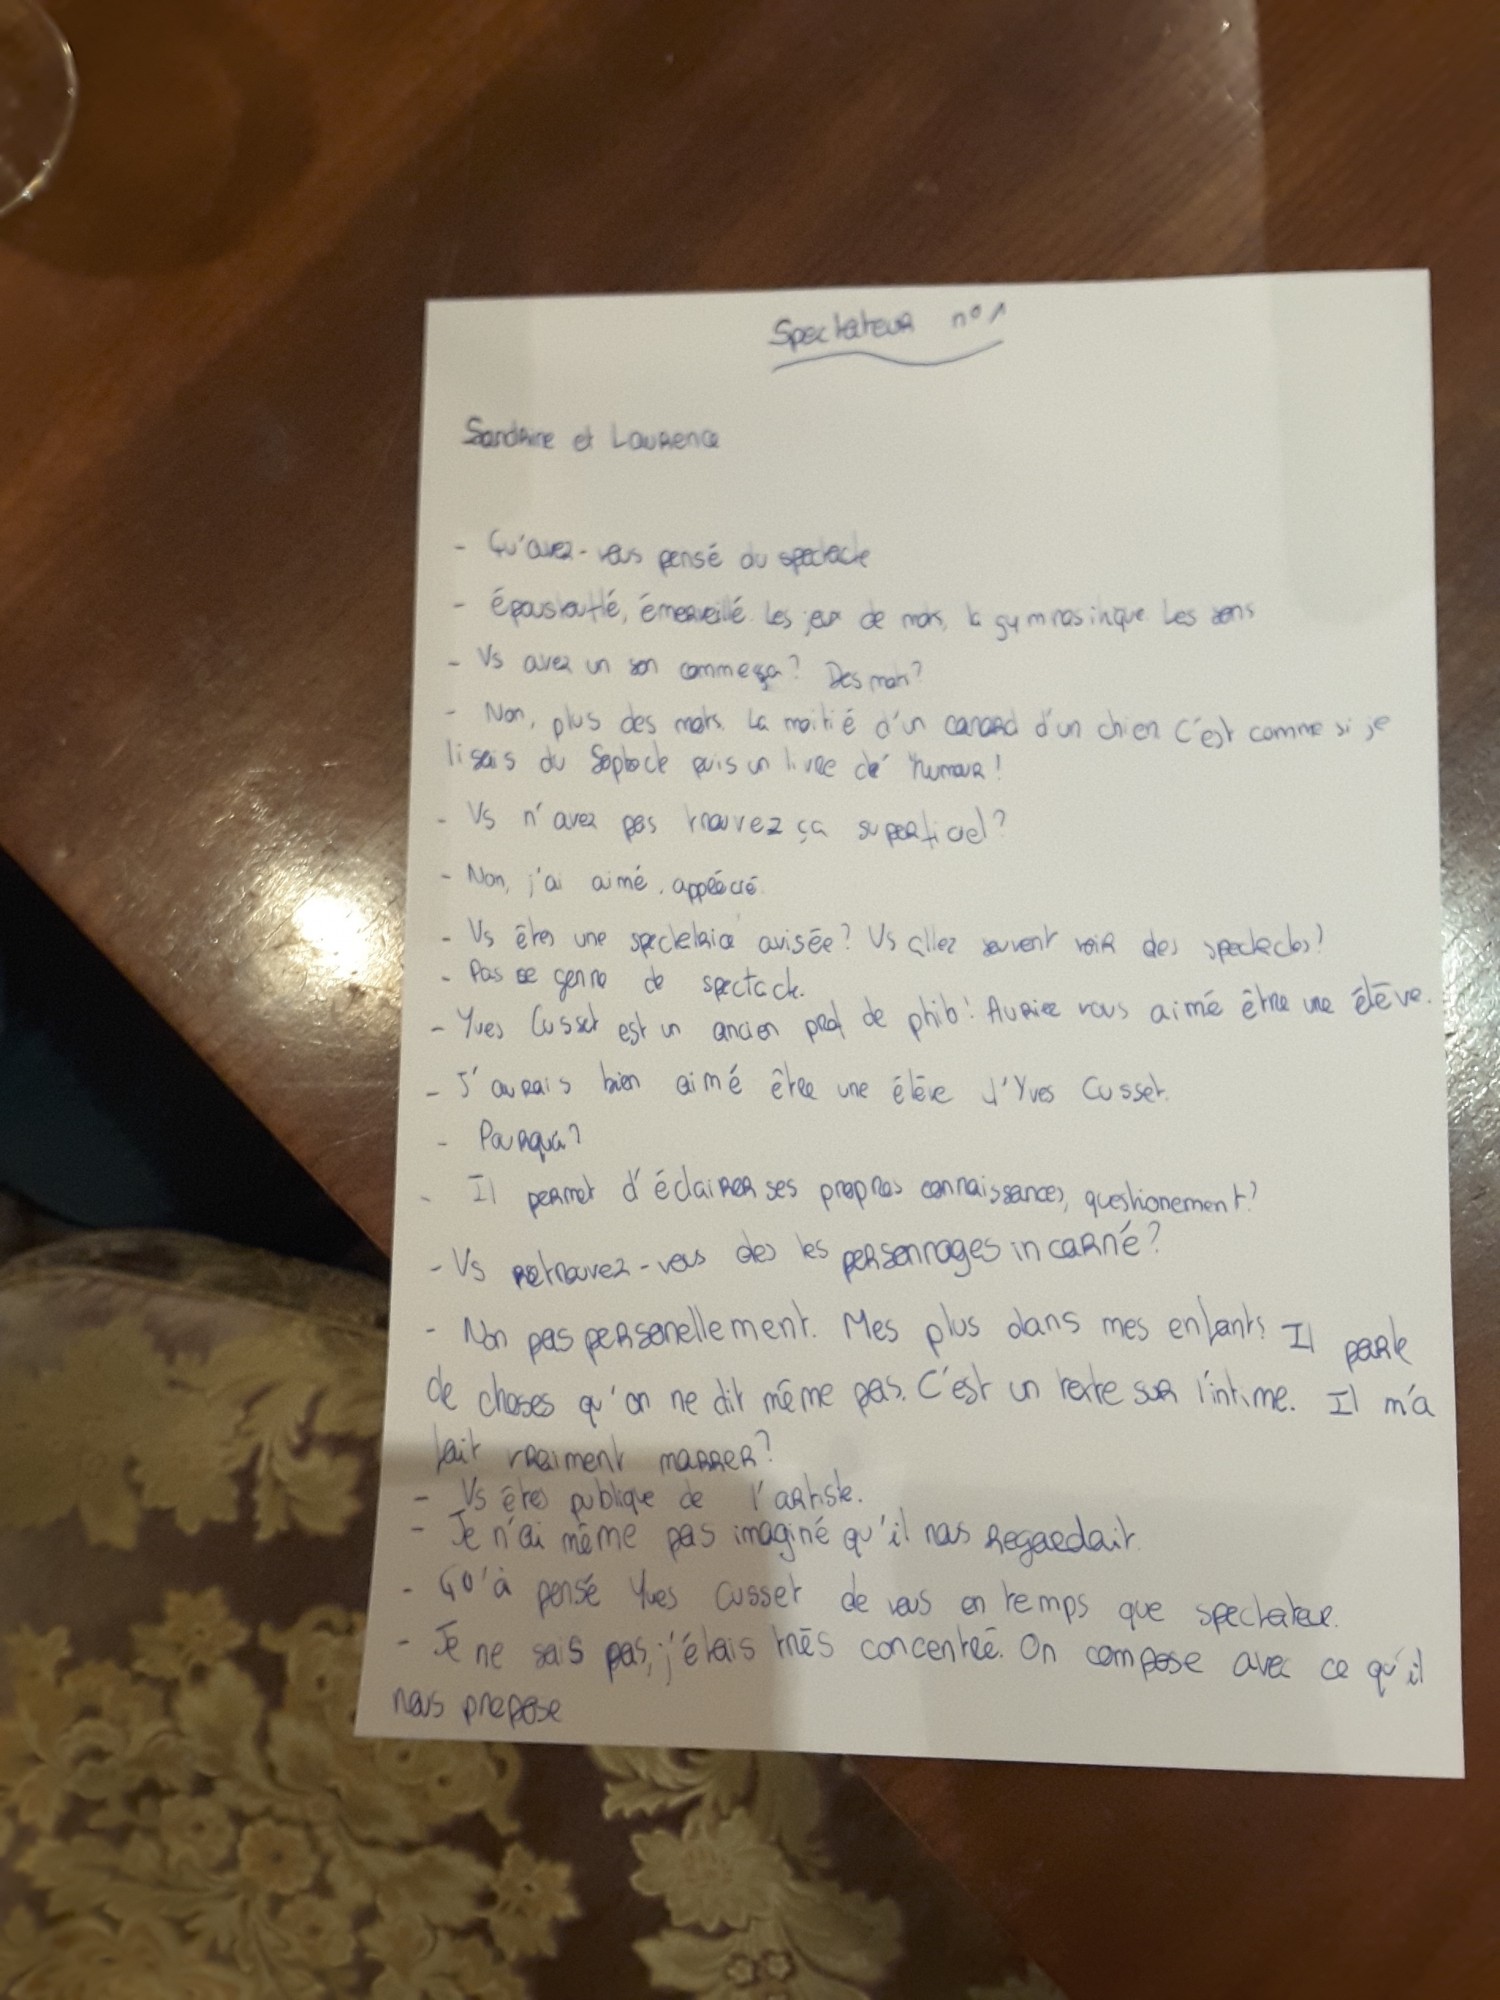 Spectateur n°1
Sandrine et Laurence
- Qu'avez-vous pensé du spectacle
- époustouflé, émerveillé. Les jeux de mots, la gymnastique. Les sons
- Vs avez un son comme ça? Des mots?
- Non, plus des mots. La moitié d'un canard d'un chien C'est comme si je
lisais du Sophocle puis un livre de humour!
- Vs n'avez pas trouvez ça superficiel?
- Non, j'ai aimé, apprécié.
- Vs êtes une spectatrice avisée? Vs allez souvent voir des spectacles?
- Pas ce genre de spectacle.
- Yves Cusset est un ancien prof de philo! Auriez vous aimé être une élève.
- J'aurais bien aimé être une élève d'Yves Cusset.
- Pourquoi?
- Il permet d'éclairer ses propres connaissances, questionement?
- Vs retrouvez-vous des les personnages incarné?
- Non pas personellement. Mes plus dans mes enfants. Il parle
de choses qu'on ne dit même pas. C'est un texte sur l'intime. Il m'a
fait vraiment marrer?
- Vs êtes publique de l'artiste.
- Je n'ai même pas imaginé qu'il nous regardait.
- Qu'à pensé Yves Cusset de vous en temps que spectateur.
- Je ne sais pas, j'étais très concentré. On compose avec ce qu'il
nous propose